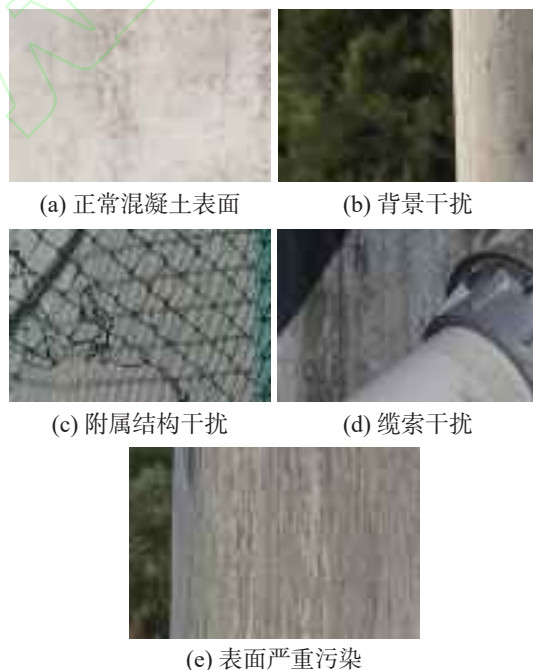 (a) 正常混凝土表面
(b) 背景干扰
(c) 附属结构干扰
(d) 缆索干扰
(e) 表面严重污染